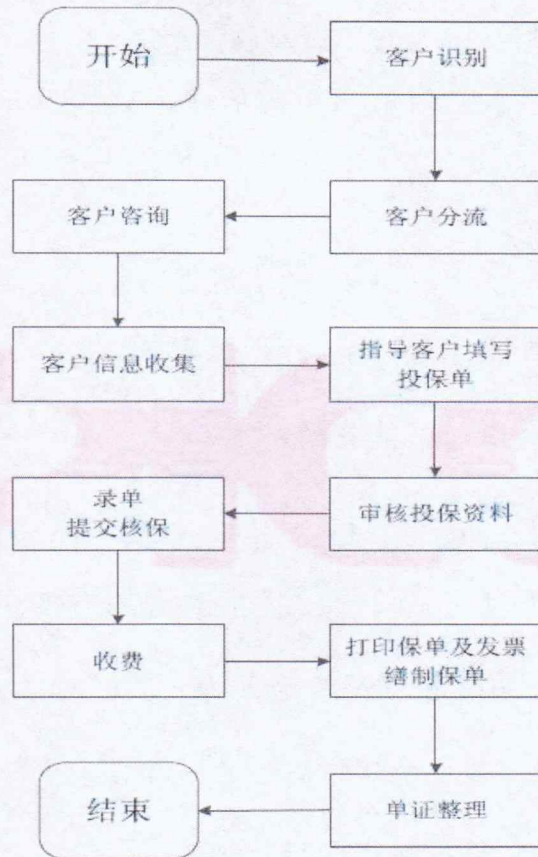 开始
客户识别
客户分流
客户咨询
客户信息收集
指导客户填写
投保单
审核投保资料
录单
提交核保
收费
打印保单及发票
缮制保单
单证整理
结束